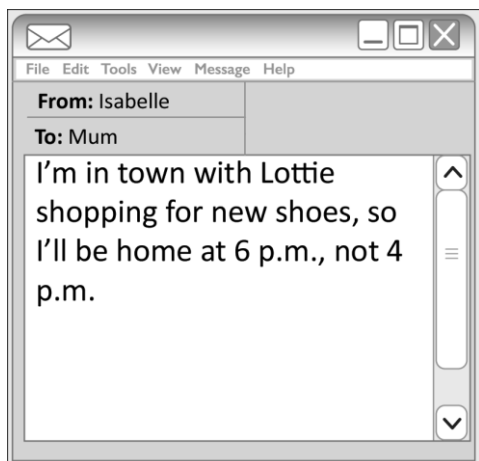 File Edit Tools View Message Help
From: Isabelle
To: Mum
I'm in town with Lottie
shopping for new shoes, so
I'll be home at 6 p.m., not 4
p.m.